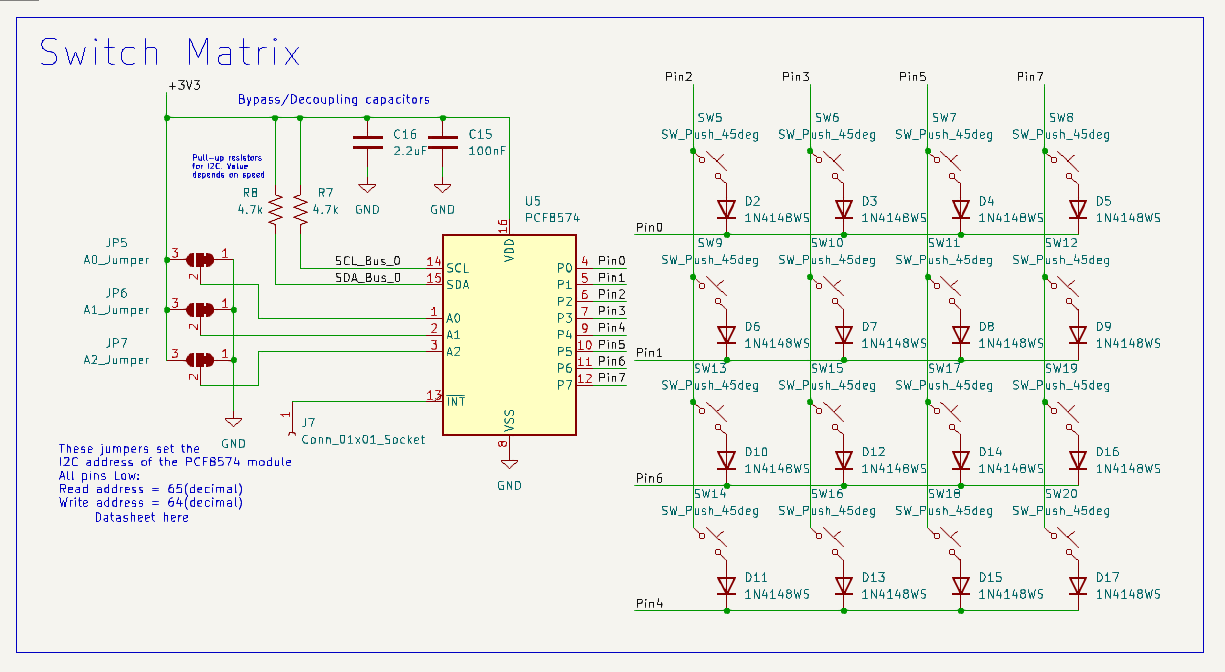 Switch Matrix
+3V3
Bypass/Decoupling capacitors
C16
2.2uF
C15
100nF
Pull-up resistors
for I2C. Value
depends on speed
R8
4.7k
R7
4.7k
GND
GND
U5
PCF8574
JP5
A0_Jumper
3
1
2
JP6
A1_Jumper
3
1
2
JP7
A2_Jumper
3
1
2
GND
SCL_Bus_0
SDA_Bus_0
14
SCL
15
SDA
1
A0
2
A1
3
A2
13
INT
16
VDD
VSS
8
GND
P0 4 Pin0
P1 5 Pin1
P2 6 Pin2
P3 7 Pin3
P4 9 Pin4
P5 10 Pin5
P6 11 Pin6
P7 12 Pin7
1
J7
Conn_01x01_Socket
These jumpers set the
I2C address of the PCF8574 module
All pins Low:
Read address = 65(decimal)
Write address = 64(decimal)
Datasheet here
Pin2 Pin3 Pin5 Pin7
SW5 SW6 SW7 SW8
SW_Push_45deg SW_Push_45deg SW_Push_45deg SW_Push_45deg
D2 D3 D4 D5
1N4148WS 1N4148WS 1N4148WS 1N4148WS
Pin0
SW9 SW10 SW11 SW12
SW_Push_45deg SW_Push_45deg SW_Push_45deg SW_Push_45deg
D6 D7 D8 D9
1N4148WS 1N4148WS 1N4148WS 1N4148WS
Pin1
SW13 SW15 SW17 SW19
SW_Push_45deg SW_Push_45deg SW_Push_45deg SW_Push_45deg
D10 D12 D14 D16
1N4148WS 1N4148WS 1N4148WS 1N4148WS
Pin6
SW14 SW16 SW18 SW20
SW_Push_45deg SW_Push_45deg SW_Push_45deg SW_Push_45deg
D11 D13 D15 D17
1N4148WS 1N4148WS 1N4148WS 1N4148WS
Pin4